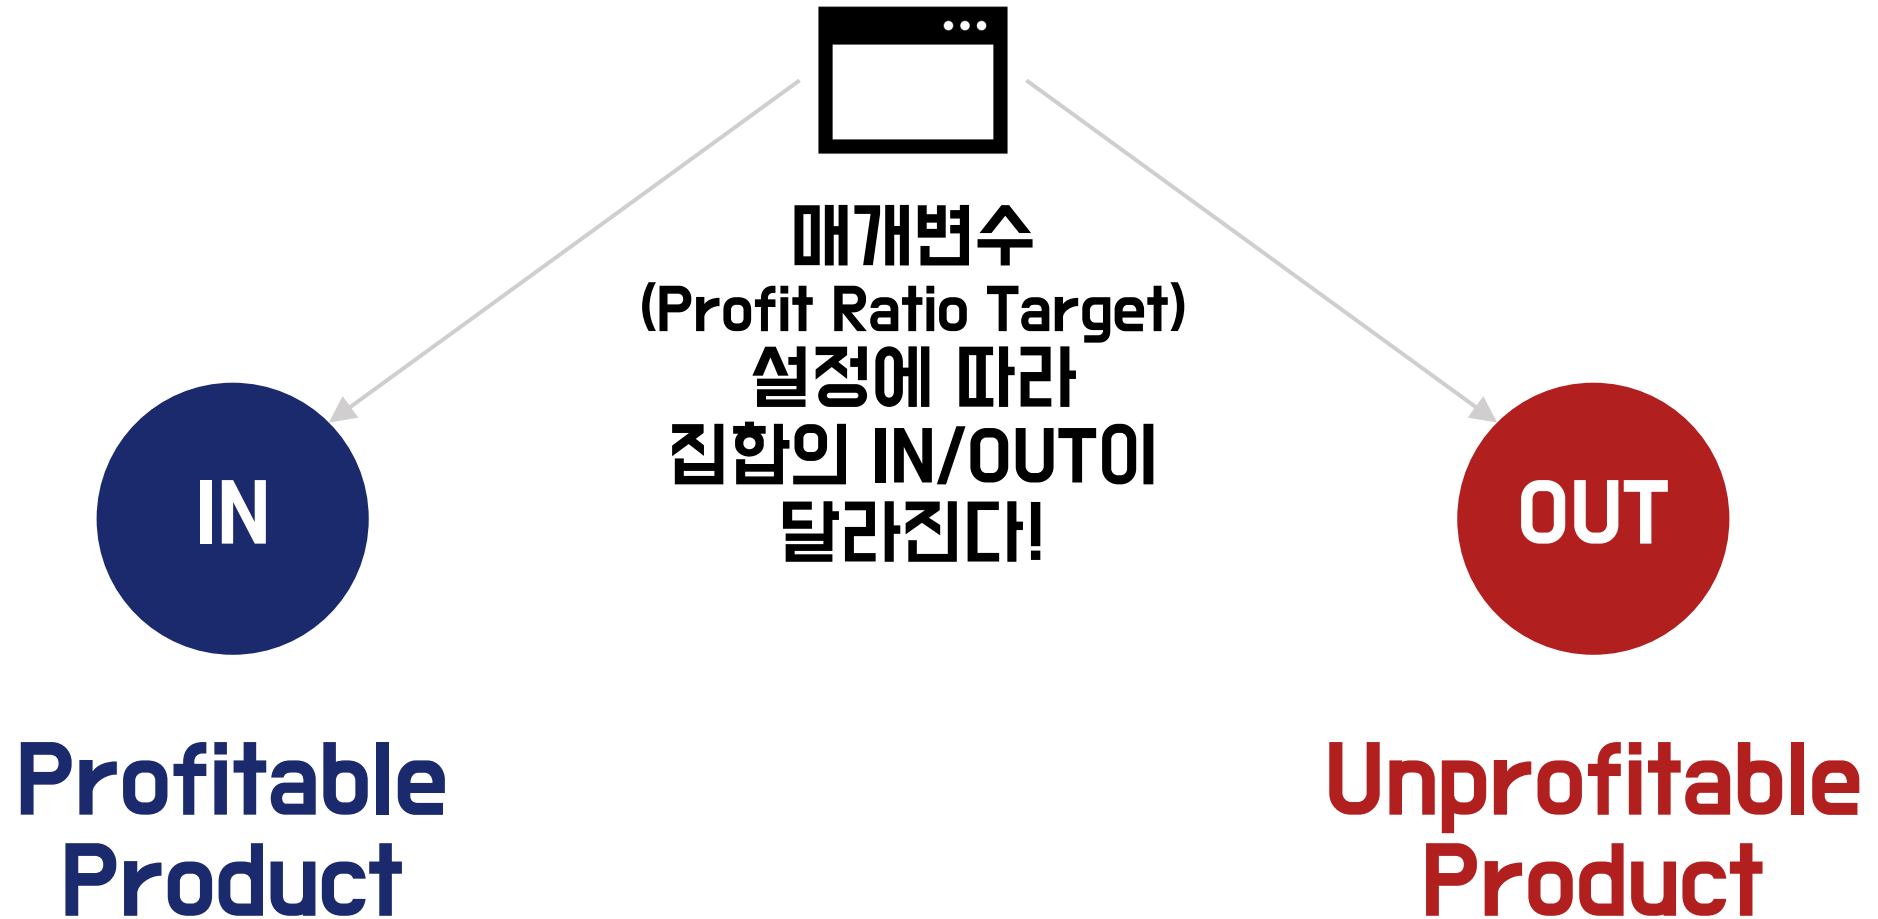 매개변수
(Profit Ratio Target)
설정에 따라
집합의 IN/OUT이
달라진다!
IN
OUT
Profitable
Product
Unprofitable
Product